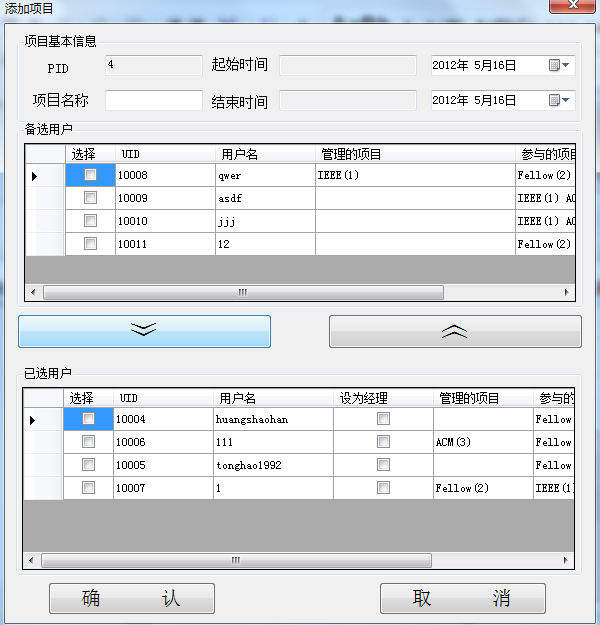 添加项目
项目基本信息
PID 4 起始时间 2012年 5月16日
项目名称 结束时间 2012年 5月16日
备选用户
选择 UID 用户名 管理的项目 参与的项目
10008 qwer IEEE(1) Fellow(2)
10009 asdf IEEE(1) AC
10010 jjj IEEE(1) AC
10011 12 Fellow(2)
已选用户
选择 UID 用户名 设为经理 管理的项目 参与的
10004 huangshaohan Fellow
10006 111 ACM(3) Fellow
10005 tonghao1992 Fellow
10007 1 Fellow(2) IEEE(1)
确 认 取 消